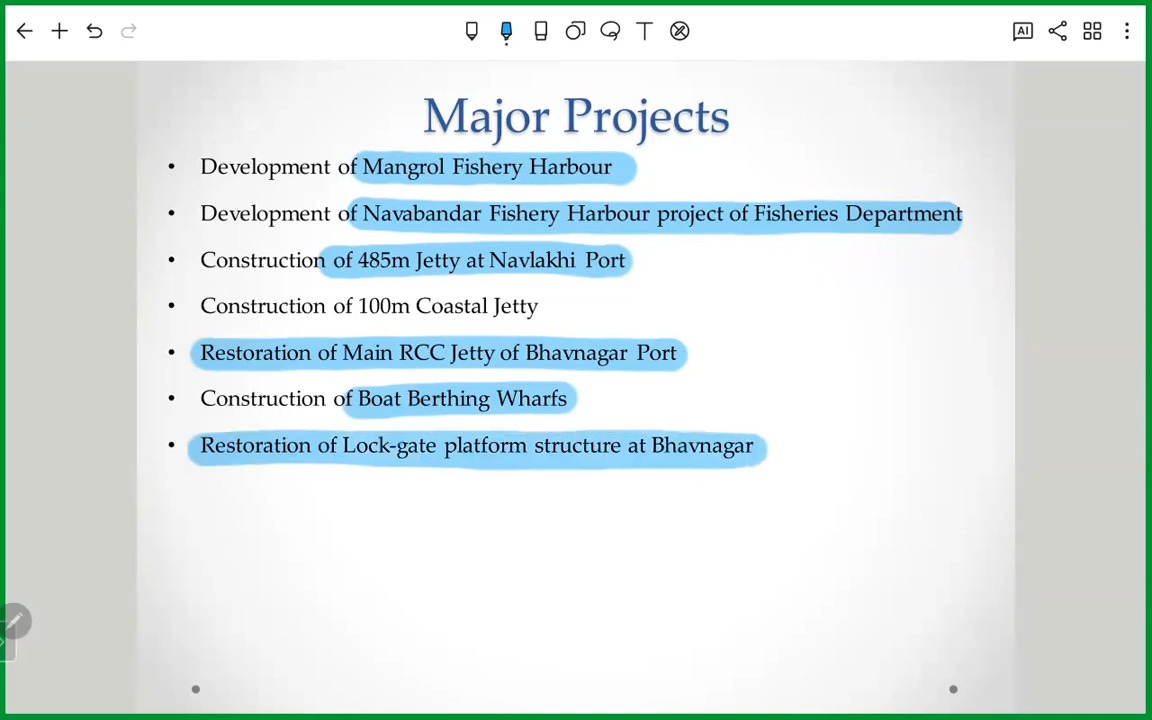 AI
Major Projects
• Development of Mangrol Fishery Harbour
• Development of Navabandar Fishery Harbour project of Fisheries Department
• Construction of 485m Jetty at Navlakhi Port
• Construction of 100m Coastal Jetty
• Restoration of Main RCC Jetty of Bhavnagar Port
• Construction of Boat Berthing Wharfs
• Restoration of Lock-gate platform structure at Bhavnagar